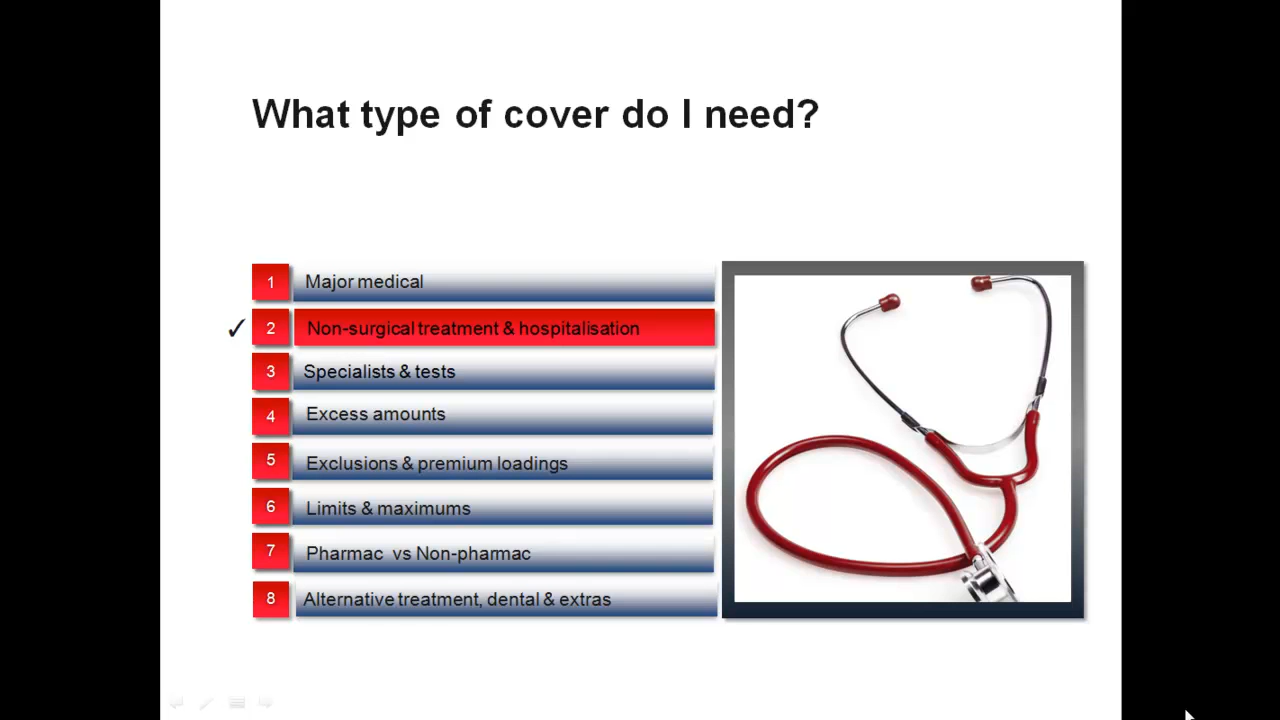 What type of cover do I need?
1 Major medical
✓ 2 Non-surgical treatment & hospitalisation
3 Specialists & tests
4 Excess amounts
5 Exclusions & premium loadings
6 Limits & maximums
7 Pharmac vs Non-pharmac
8 Alternative treatment, dental & extras